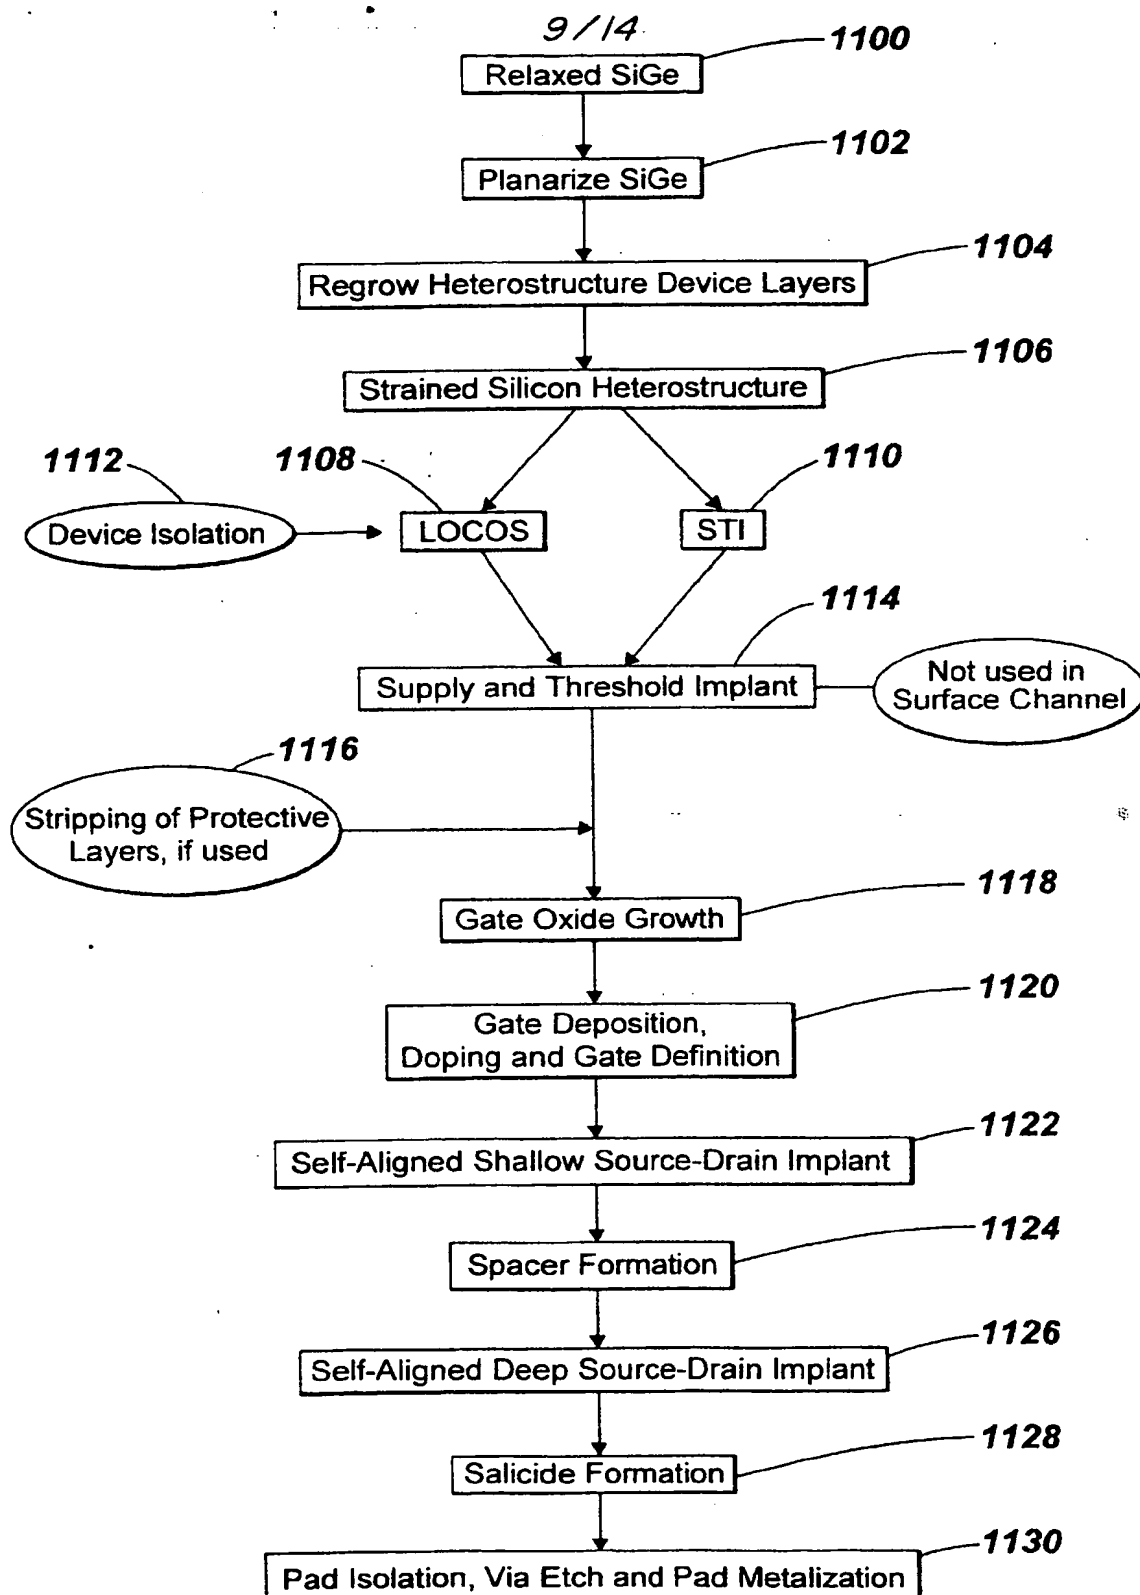 9/14
1100
Relaxed SiGe
1102
Planarize SiGe
1104
Regrow Heterostructure Device Layers
1106
Strained Silicon Heterostructure
1112
1108
1110
Device Isolation
LOCOS
STI
1114
Supply and Threshold Implant
Not used in
Surface Channel
1116
Stripping of Protective
Layers, if used
1118
Gate Oxide Growth
1120
Gate Deposition,
Doping and Gate Definition
1122
Self-Aligned Shallow Source-Drain Implant
1124
Spacer Formation
1126
Self-Aligned Deep Source-Drain Implant
1128
Salicide Formation
1130
Pad Isolation, Via Etch and Pad Metalization